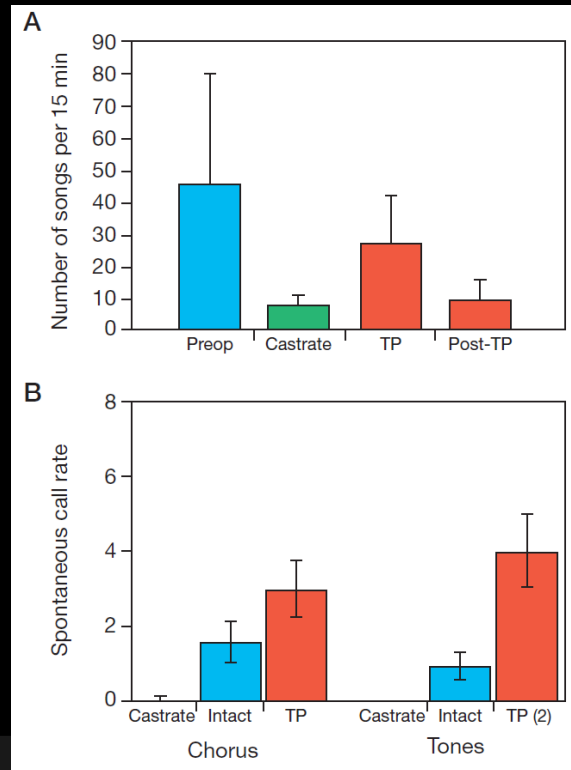 A
Number of songs per 15 min
90
80
70
60
50
40
30
20
10
0
Preop Castrate TP Post-TP
B
Spontaneous call rate
8
6
4
2
0
Castrate Intact TP Castrate Intact TP (2)
Chorus Tones